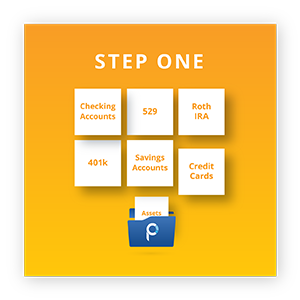 STEP ONE
Checking
Accounts
529
Roth
IRA
401k
Savings
Accounts
Credit
Cards
Assets
p